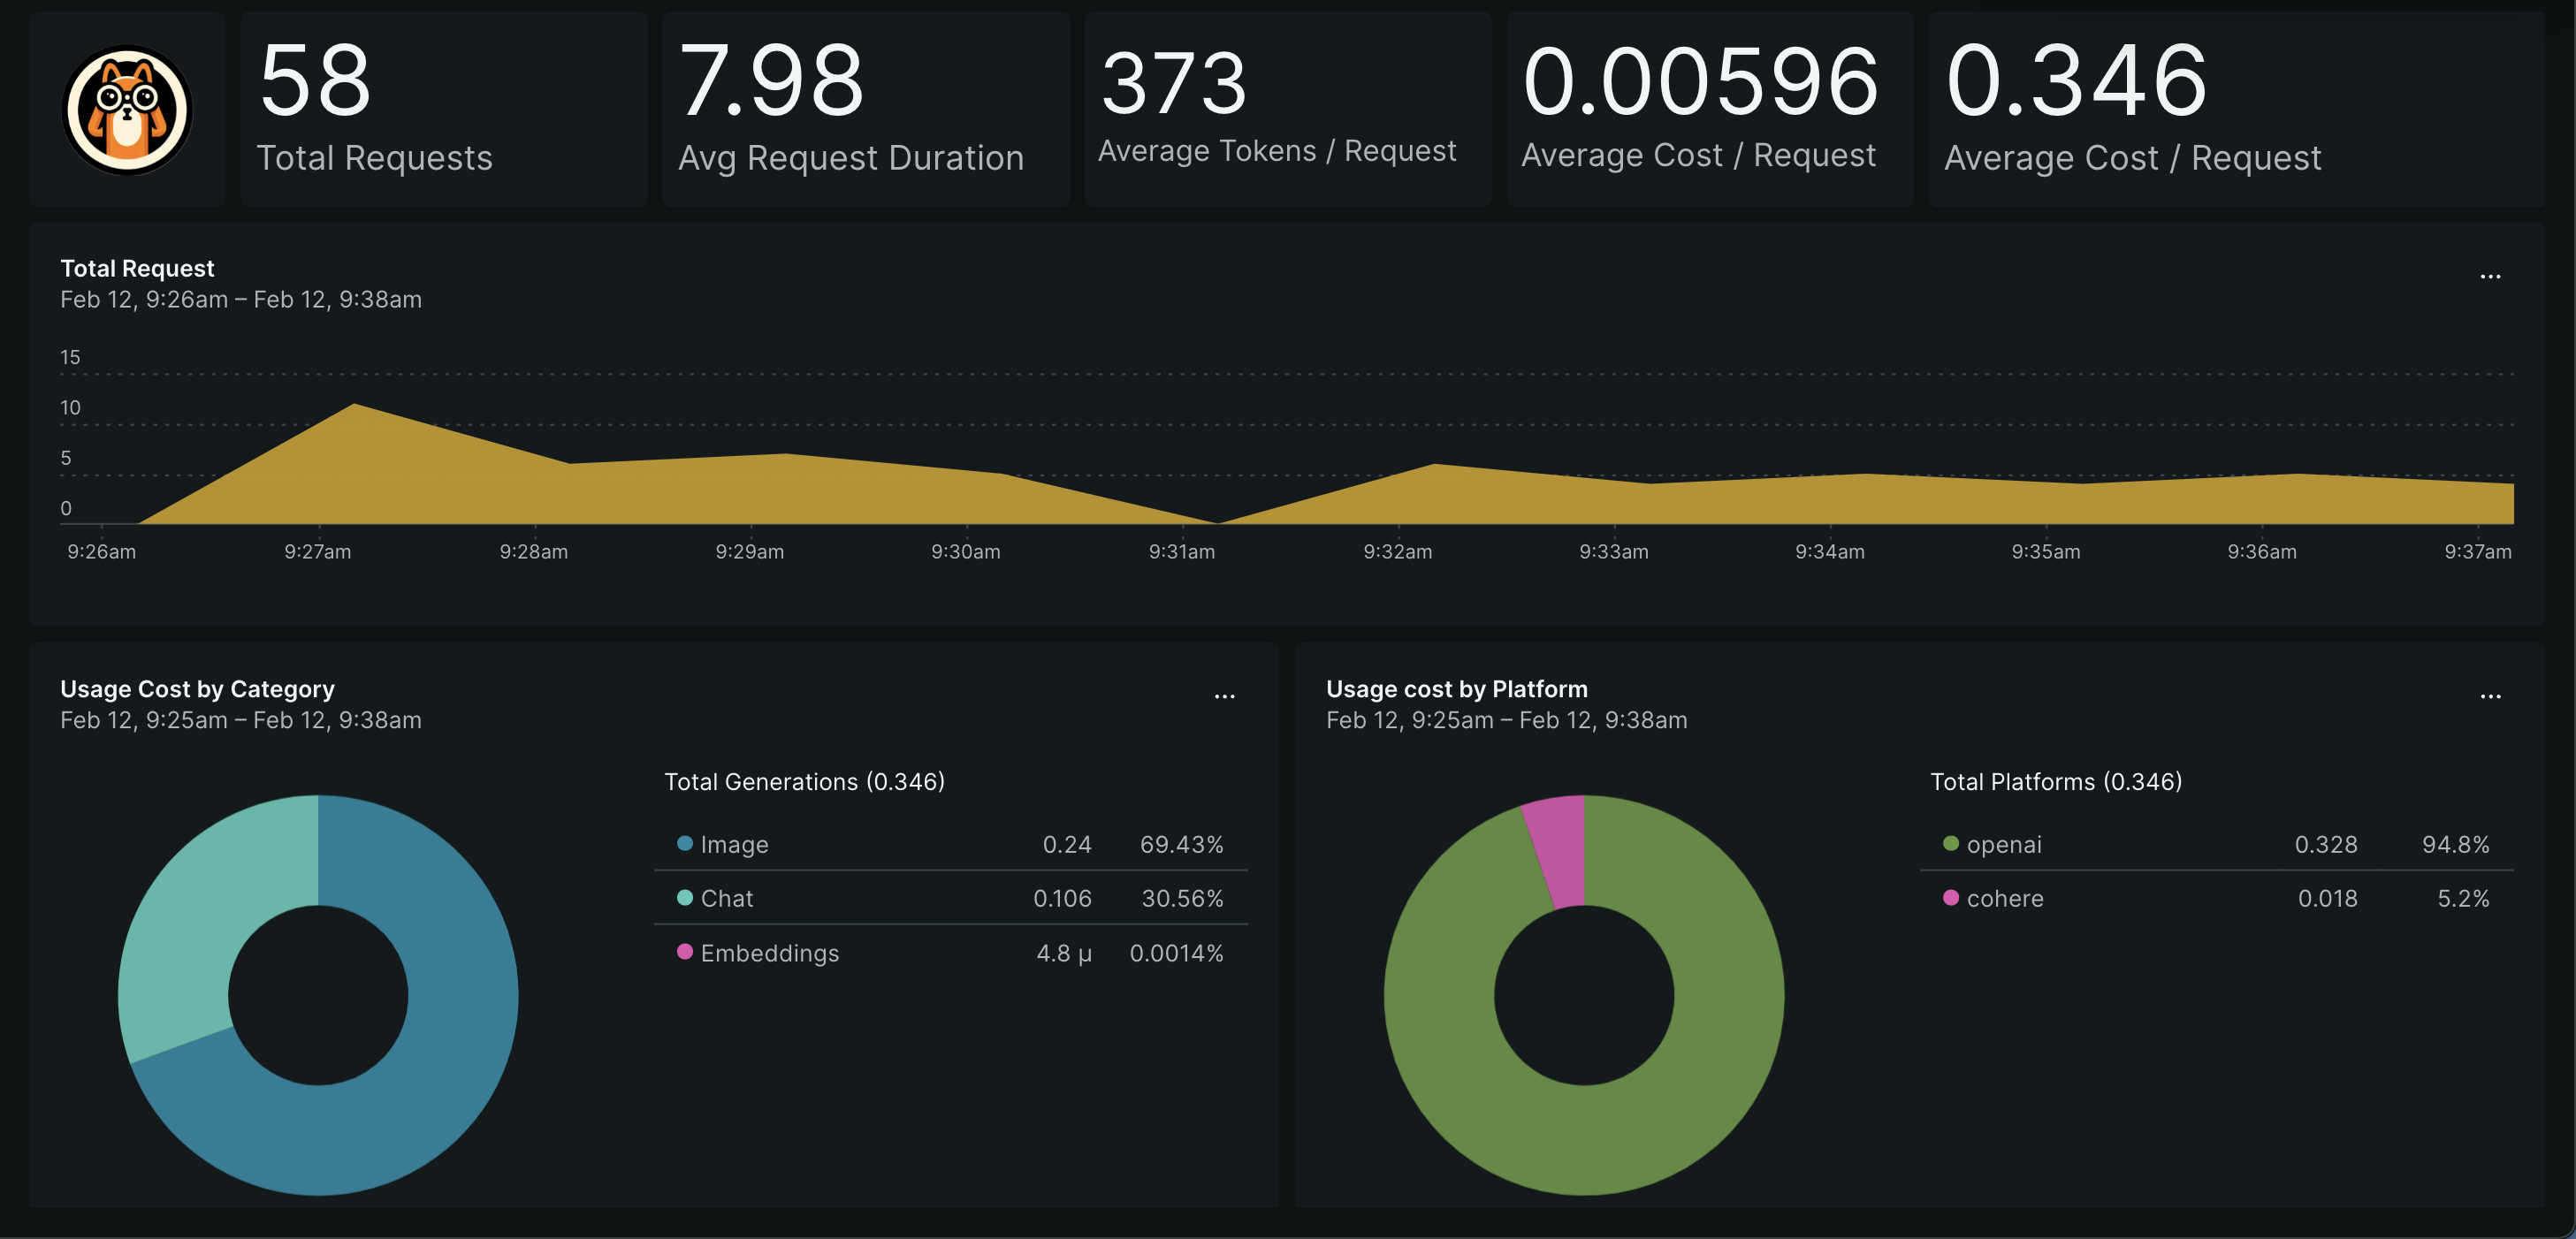 58
Total Requests
7.98
Avg Request Duration
373
Average Tokens / Request
0.00596
Average Cost / Request
0.346
Average Cost / Request
Total Request
Feb 12, 9:26am – Feb 12, 9:38am
15
10
5
0
9:26am 9:27am 9:28am 9:29am 9:30am 9:31am 9:32am 9:33am 9:34am 9:35am 9:36am 9:37am
Usage Cost by Category
Feb 12, 9:25am – Feb 12, 9:38am
Total Generations (0.346)
Image 0.24 69.43%
Chat 0.106 30.56%
Embeddings 4.8 μ 0.0014%
Usage cost by Platform
Feb 12, 9:25am – Feb 12, 9:38am
Total Platforms (0.346)
openai 0.328 94.8%
cohere 0.018 5.2%